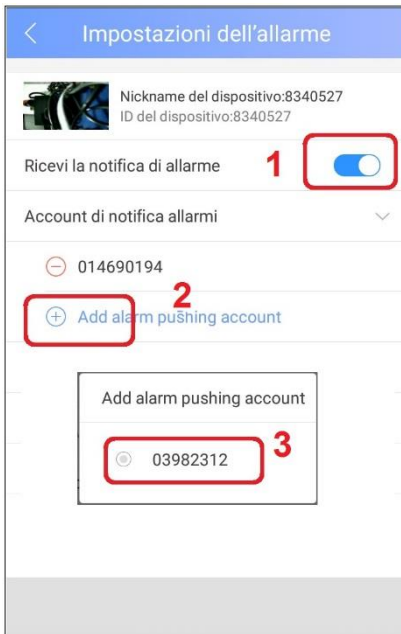 Impostazioni dell'allarme
Nickname del dispositivo:8340527
ID del dispositivo:8340527
Ricevi la notifica di allarme
1
Account di notifica allarmi
014690194
2
Add alarm pushing account
Add alarm pushing account
03982312
3